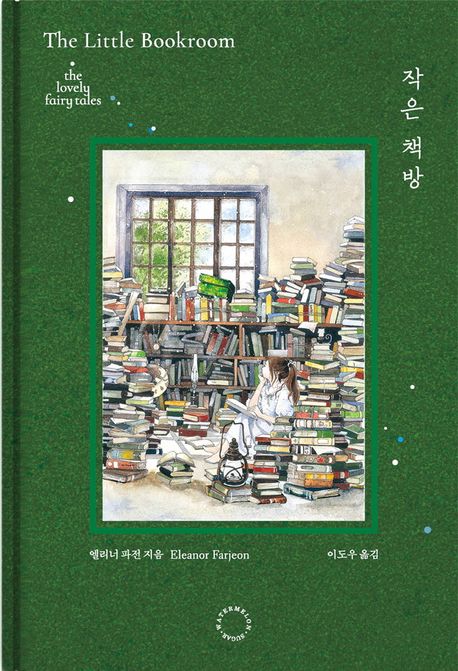 The Little Bookroom
the
lovely
fairy tales
작은 책방
엘리너 파전 지음 Eleanor Farjeon
이도우 옮김
WATERMELON · SUGAR ·